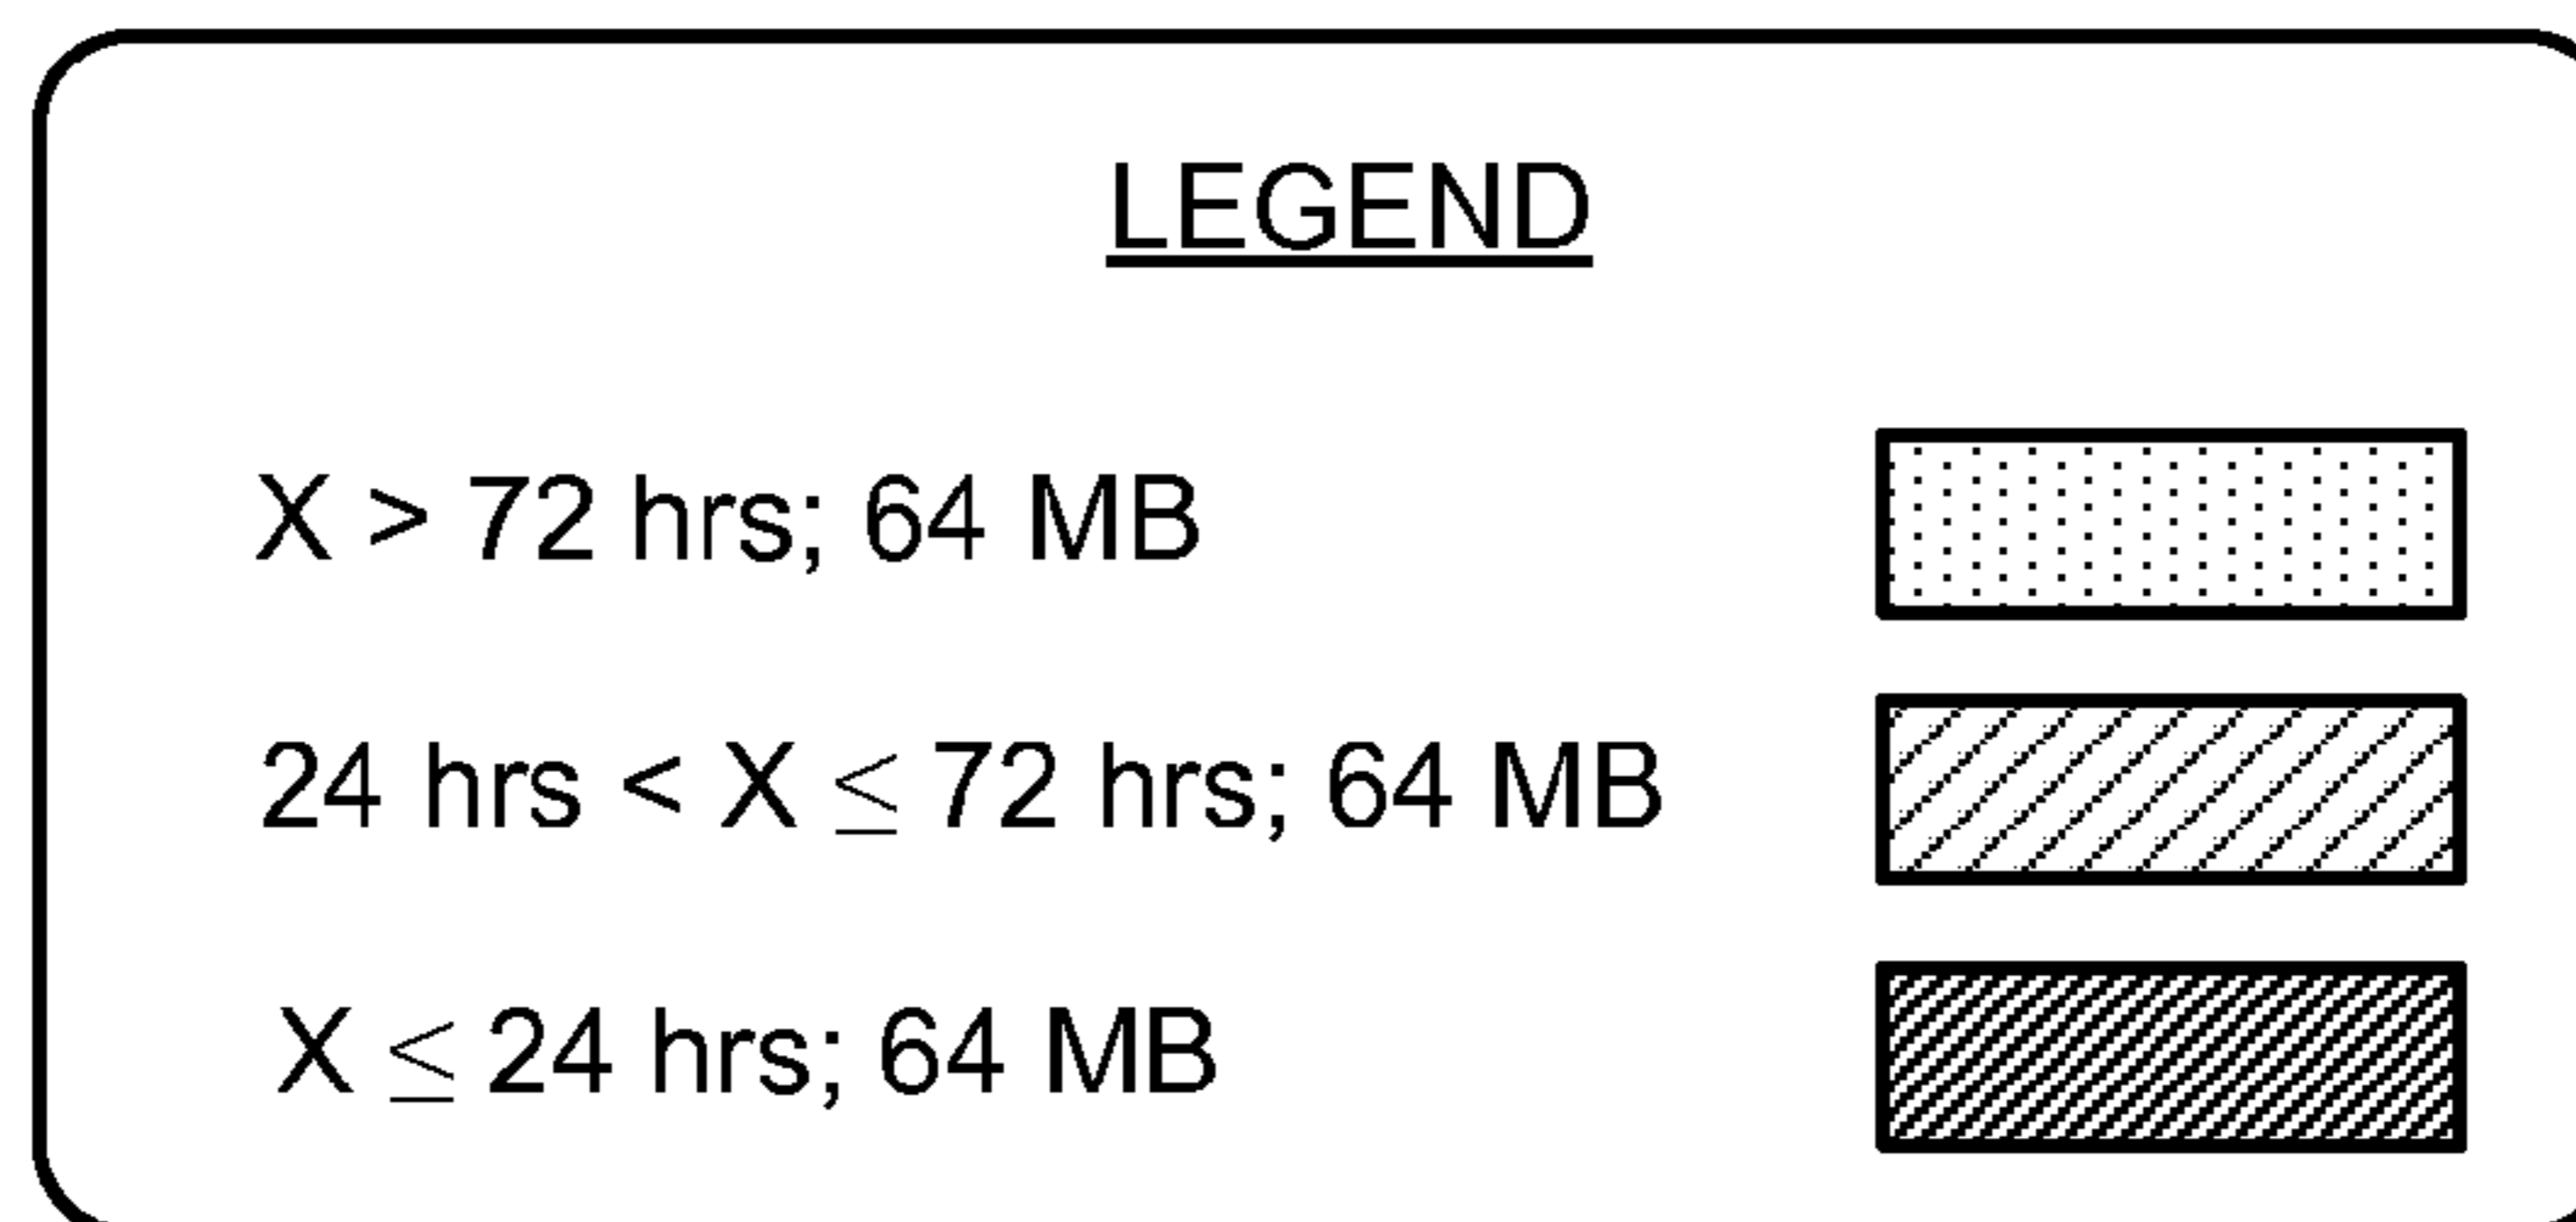 LEGEND
X > 72 hrs; 64 MB
24 hrs < X ≤ 72 hrs; 64 MB
X ≤ 24 hrs; 64 MB